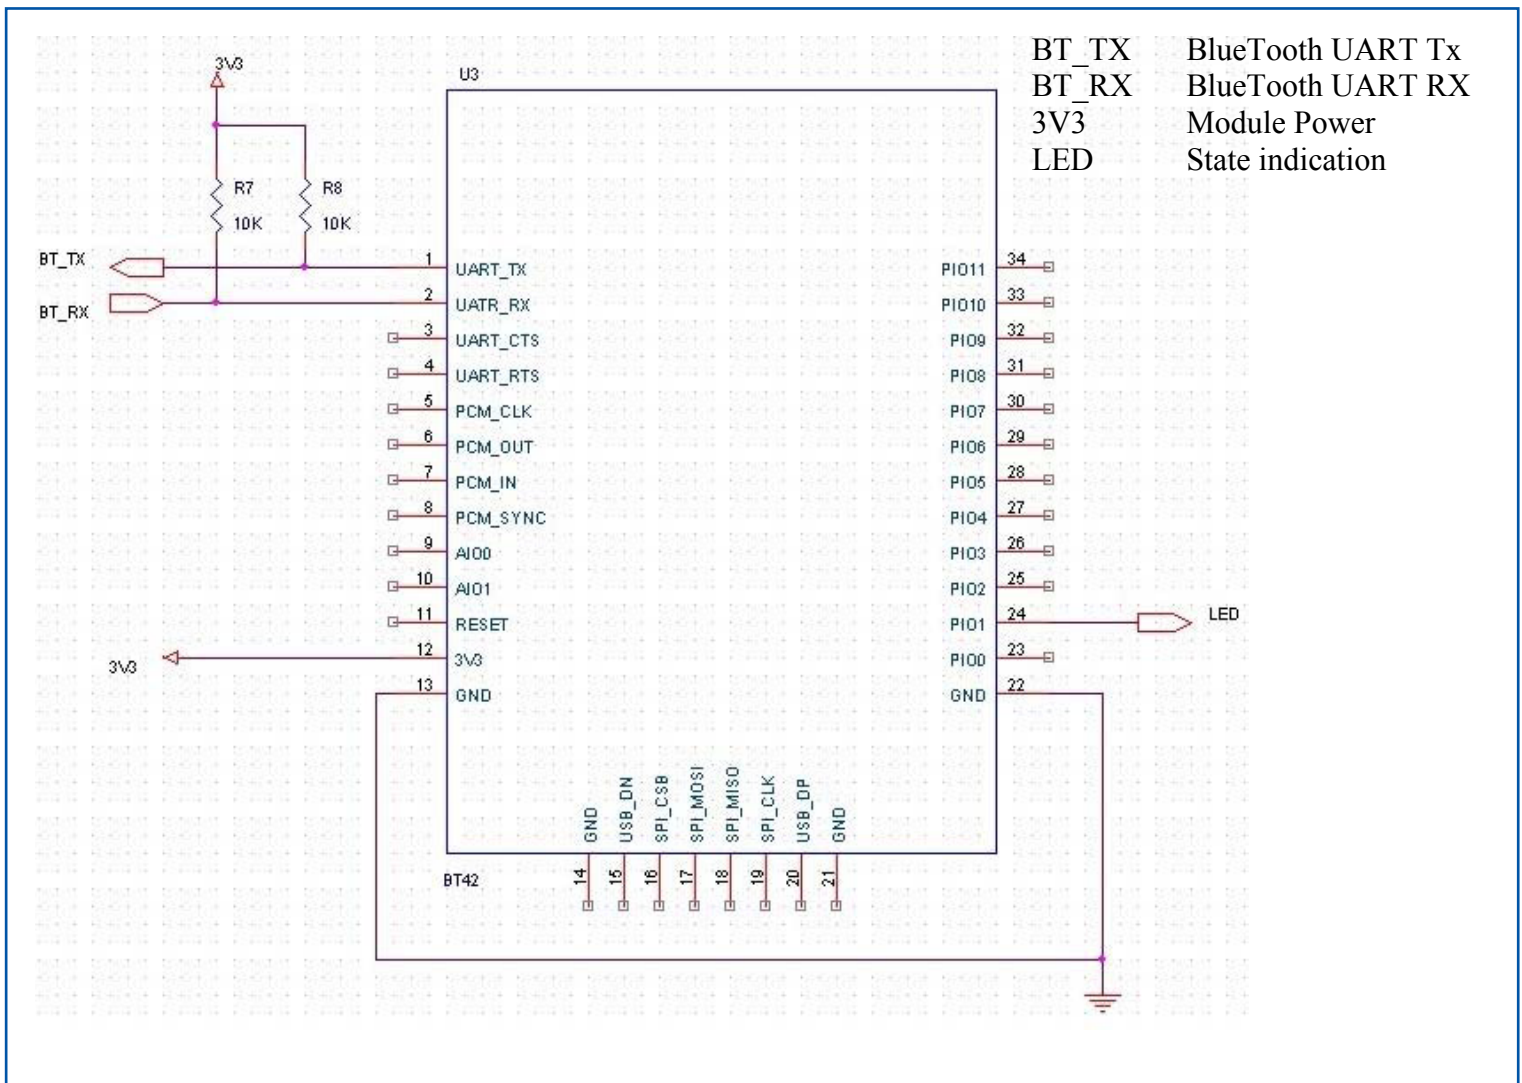 BT_TX BlueTooth UART Tx
BT_RX BlueTooth UART RX
3V3 Module Power
LED State indication
3V3
U3
R7
10K
R8
10K
BT_TX
BT_RX
1 UART_TX
2 UATR_RX
3 UART_CTS
4 UART_RTS
5 PCM_CLK
6 PCM_OUT
7 PCM_IN
8 PCM_SYNC
9 AIO0
10 AIO1
11 RESET
12 3V3
13 GND
3V3
PIO11 34
PIO10 33
PIO9 32
PIO8 31
PIO7 30
PIO6 29
PIO5 28
PIO4 27
PIO3 26
PIO2 25
PIO1 24
PIO0 23
GND 22
LED
GND 14
USB_DN 15
SPI_CSB 16
SPI_MOSI 17
SPI_MISO 18
SPI_CLK 19
USB_DP 20
GND 21
BT42